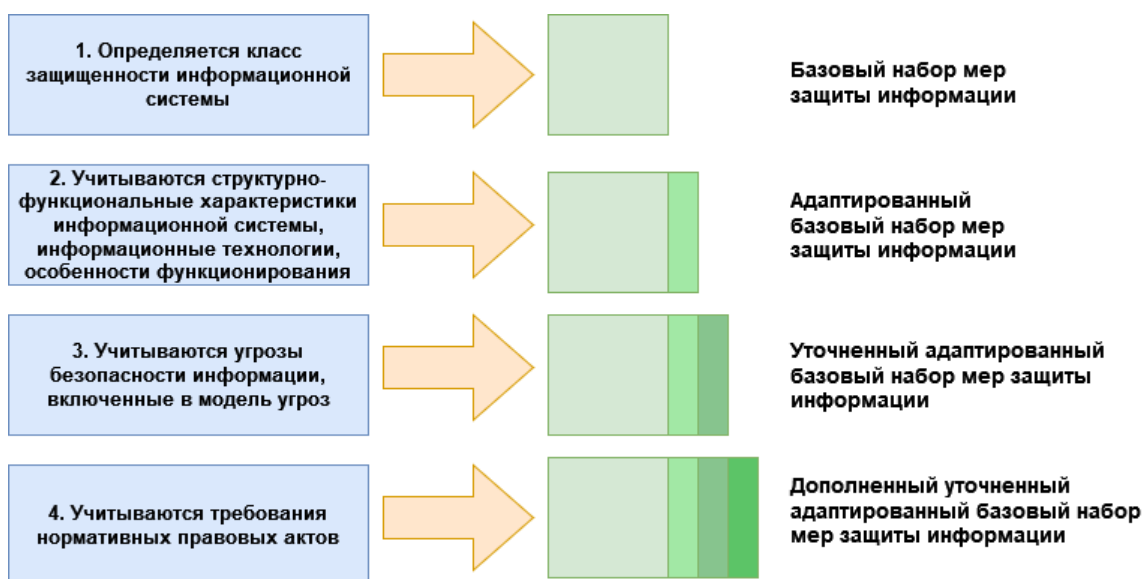 1. Определяется класс
защищенности информационной
системы
Базовый набор мер
защиты информации
2. Учитываются структурно-
функциональные характеристики
информационной системы,
информационные технологии,
особенности функционирования
Адаптированный
базовый набор мер
защиты информации
3. Учитываются угрозы
безопасности информации,
включенные в модель угроз
Уточненный адаптированный
базовый набор мер защиты
информации
4. Учитываются требования
нормативных правовых актов
Дополненный уточненный
адаптированный базовый набор
мер защиты информации